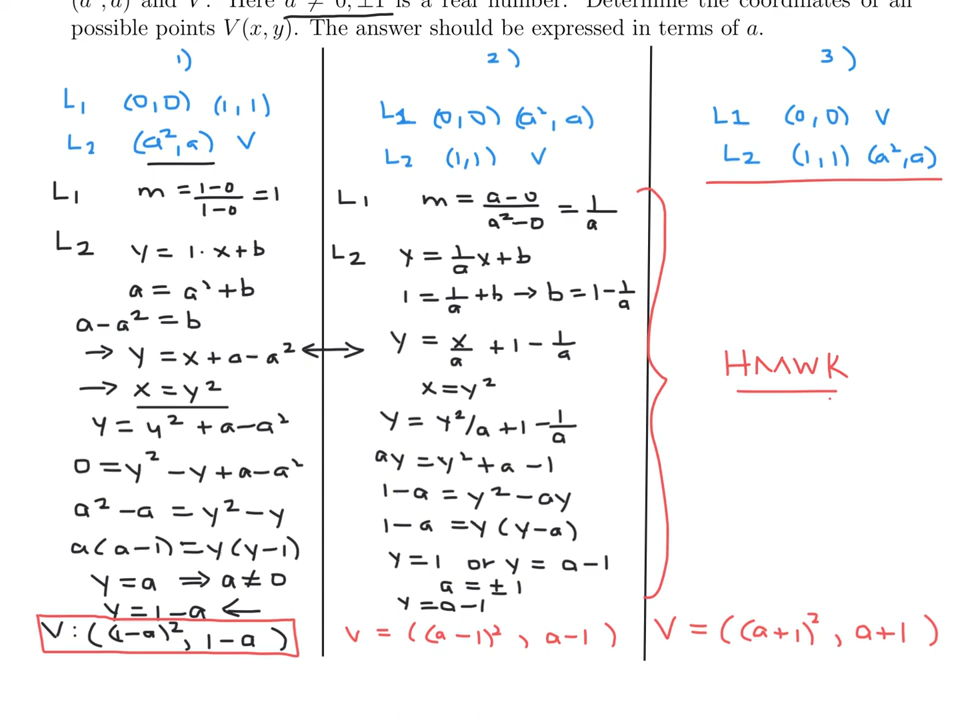 (a², a) and V. Here a ≠ 0, ±1 is a real number. Determine the coordinates of all
possible points V(x, y). The answer should be expressed in terms of a.
1)
L₁ (0,0) (1,1)
L₂ (a², a) V
L₁ m = (1-0)/(1-0) = 1
L₂ y = 1·x + b
a = a² + b
a - a² = b
→ y = x + a - a²
→ x = y²
y = y² + a - a²
0 = y² - y + a - a²
a² - a = y² - y
a(a-1) = y(y-1)
y = a ⇒ a ≠ 0
y = 1 - a ←
V: ((1-a)², 1-a)
2)
L1 (0,0) (a², a)
L₂ (1,1) V
L₁ m = (a-0)/(a²-0) = 1/a
L₂ y = 1/a x + b
1 = 1/a + b → b = 1 - 1/a
↔ y = x/a + 1 - 1/a
x = y²
y = y²/a + 1 - 1/a
ay = y² + a - 1
1 - a = y² - ay
1 - a = y(y-a)
y = 1 or y = a - 1
a = ±1
y = a - 1
V = ((a-1)², a-1)
3)
L1 (0,0) V
L₂ (1,1) (a², a)
HMWK
V = ((a+1)², a+1)